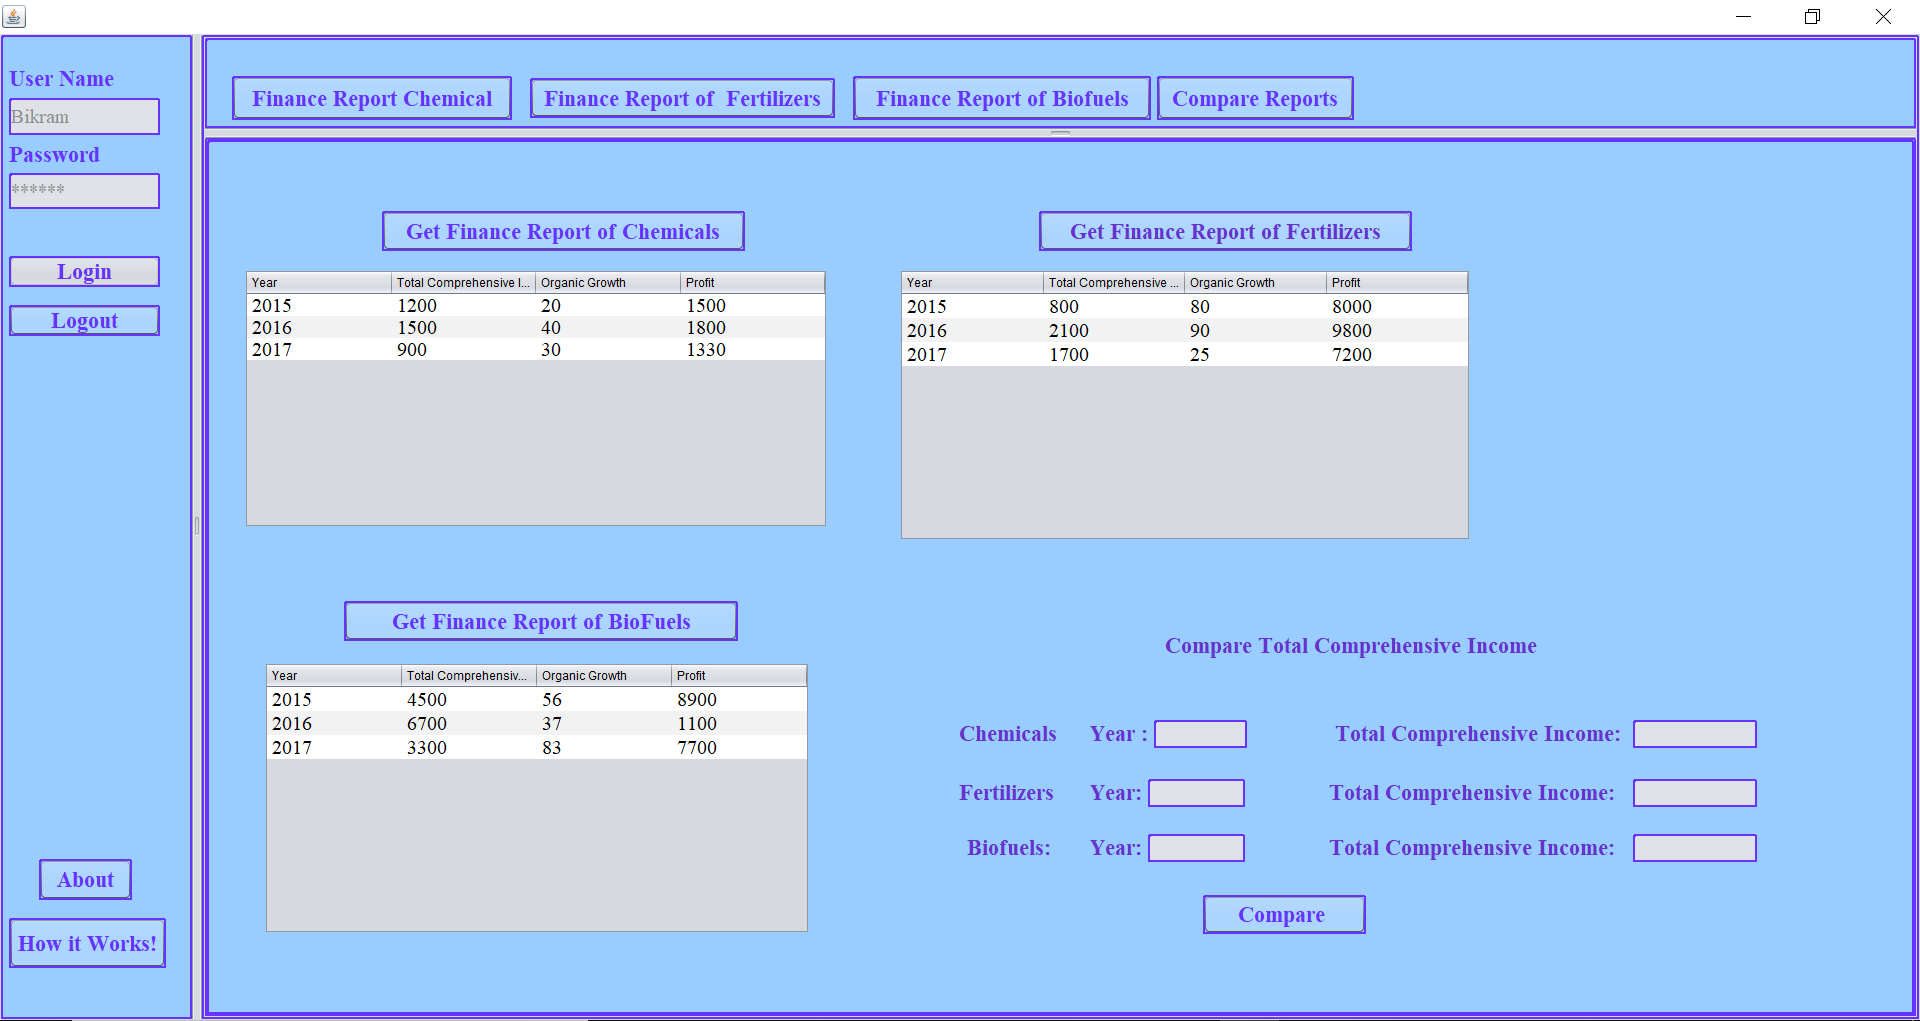 User Name
Bikram
Password
******
Login
Logout
About
How it Works!
Finance Report Chemical
Finance Report of  Fertilizers
Finance Report of Biofuels
Compare Reports
Get Finance Report of Chemicals
Year Total Comprehensive I... Organic Growth Profit
2015 1200 20 1500
2016 1500 40 1800
2017 900 30 1330
Get Finance Report of Fertilizers
Year Total Comprehensive ... Organic Growth Profit
2015 800 80 8000
2016 2100 90 9800
2017 1700 25 7200
Get Finance Report of BioFuels
Year Total Comprehensiv... Organic Growth Profit
2015 4500 56 8900
2016 6700 37 1100
2017 3300 83 7700
Compare Total Comprehensive Income
Chemicals Year : Total Comprehensive Income:
Fertilizers Year: Total Comprehensive Income:
Biofuels: Year: Total Comprehensive Income:
Compare